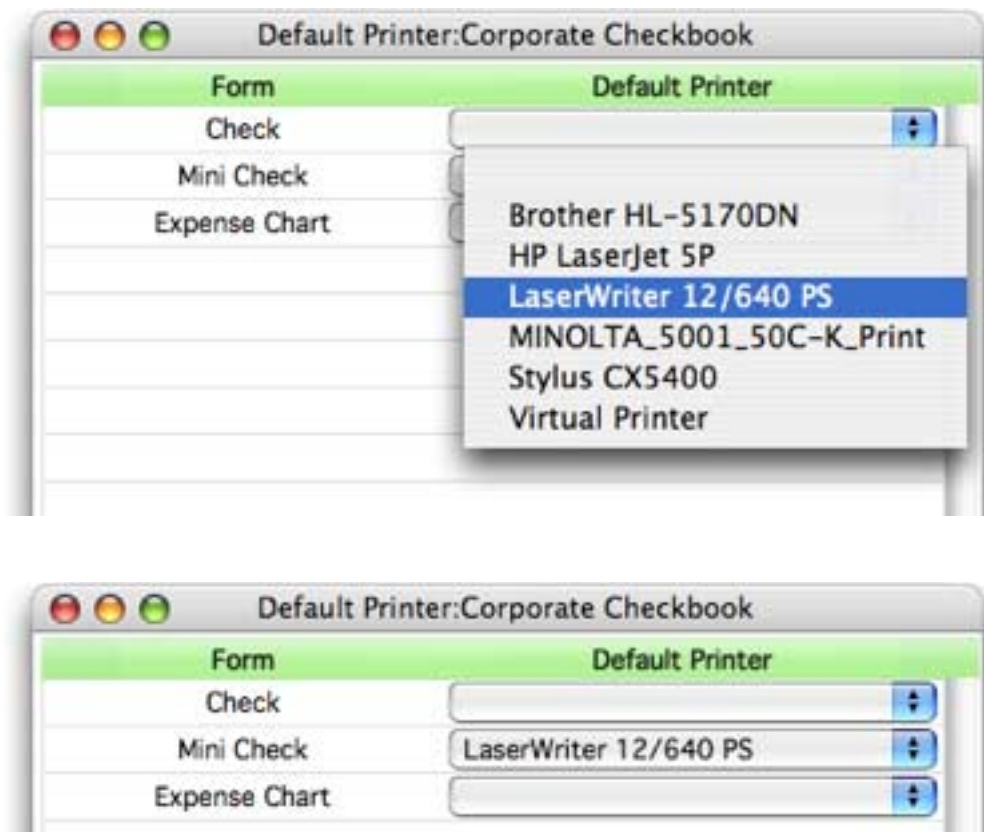 Default Printer:Corporate Checkbook
Form Default Printer
Check
Mini Check
Expense Chart
Brother HL-5170DN
HP LaserJet 5P
LaserWriter 12/640 PS
MINOLTA_5001_50C-K_Print
Stylus CX5400
Virtual Printer
Default Printer:Corporate Checkbook
Form Default Printer
Check
Mini Check LaserWriter 12/640 PS
Expense Chart